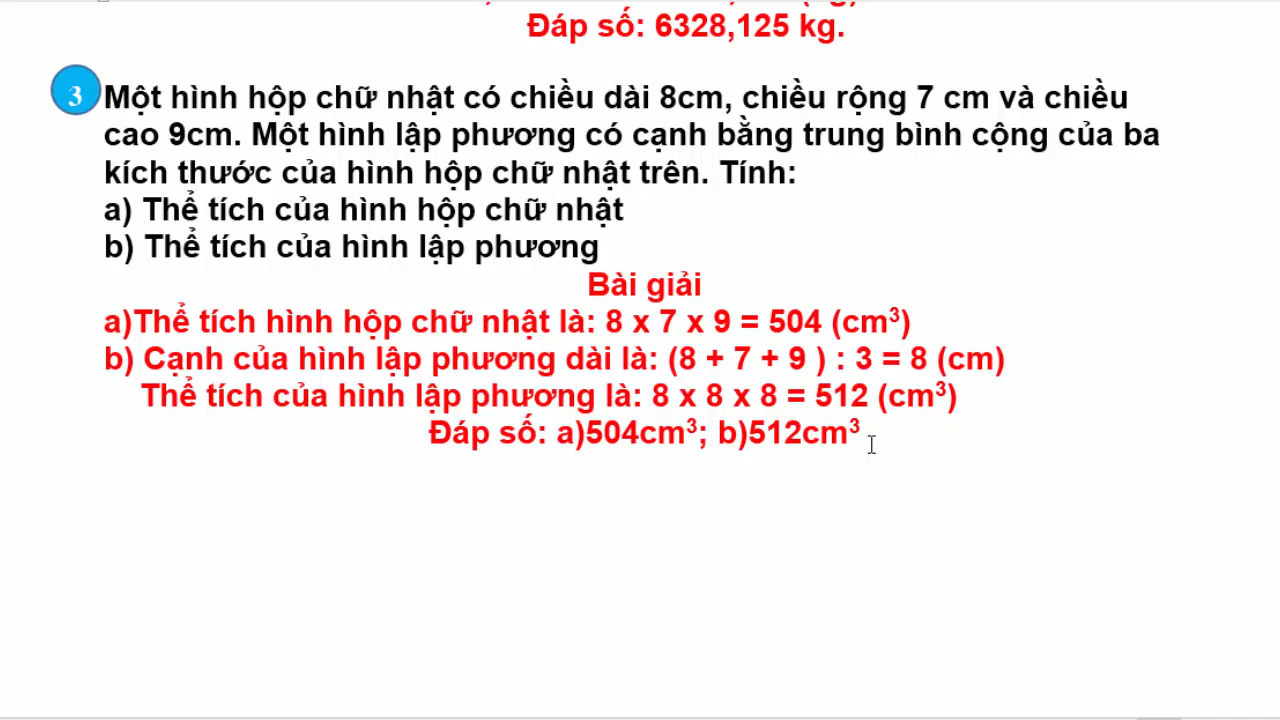 Đáp số: 6328,125 kg.
3 Một hình hộp chữ nhật có chiều dài 8cm, chiều rộng 7 cm và chiều
cao 9cm. Một hình lập phương có cạnh bằng trung bình cộng của ba
kích thước của hình hộp chữ nhật trên. Tính:
a) Thể tích của hình hộp chữ nhật
b) Thể tích của hình lập phương
Bài giải
a)Thể tích hình hộp chữ nhật là: 8 x 7 x 9 = 504 (cm³)
b) Cạnh của hình lập phương dài là: (8 + 7 + 9 ) : 3 = 8 (cm)
Thể tích của hình lập phương là: 8 x 8 x 8 = 512 (cm³)
Đáp số: a)504cm³; b)512cm³